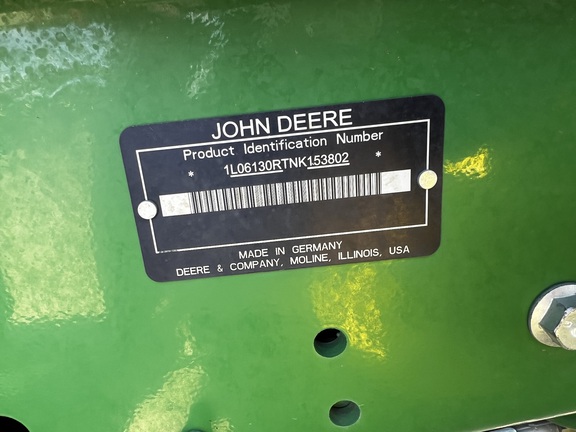 JOHN DEERE
Product Identification Number
* 1L06130RTNK153802 *
MADE IN GERMANY
DEERE & COMPANY, MOLINE, ILLINOIS, USA